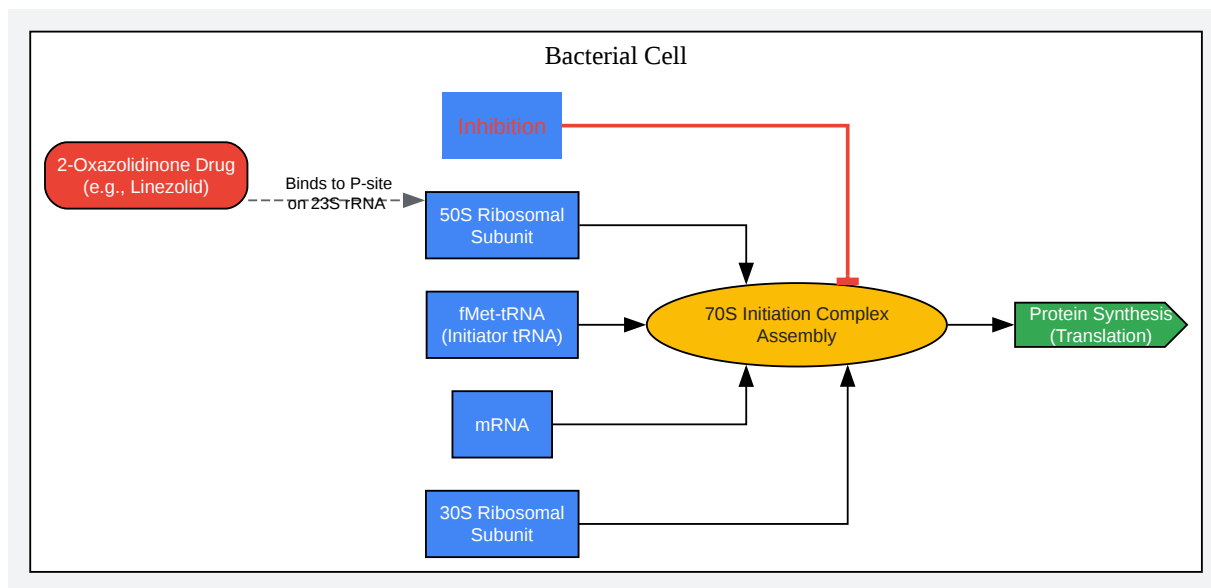 Bacterial Cell
Inhibition
2-Oxazolidinone Drug
(e.g., Linezolid)
Binds to P-site
on 23S rRNA
50S Ribosomal
Subunit
fMet-tRNA
(Initiator tRNA)
70S Initiation Complex
Assembly
Protein Synthesis
(Translation)
mRNA
30S Ribosomal
Subunit